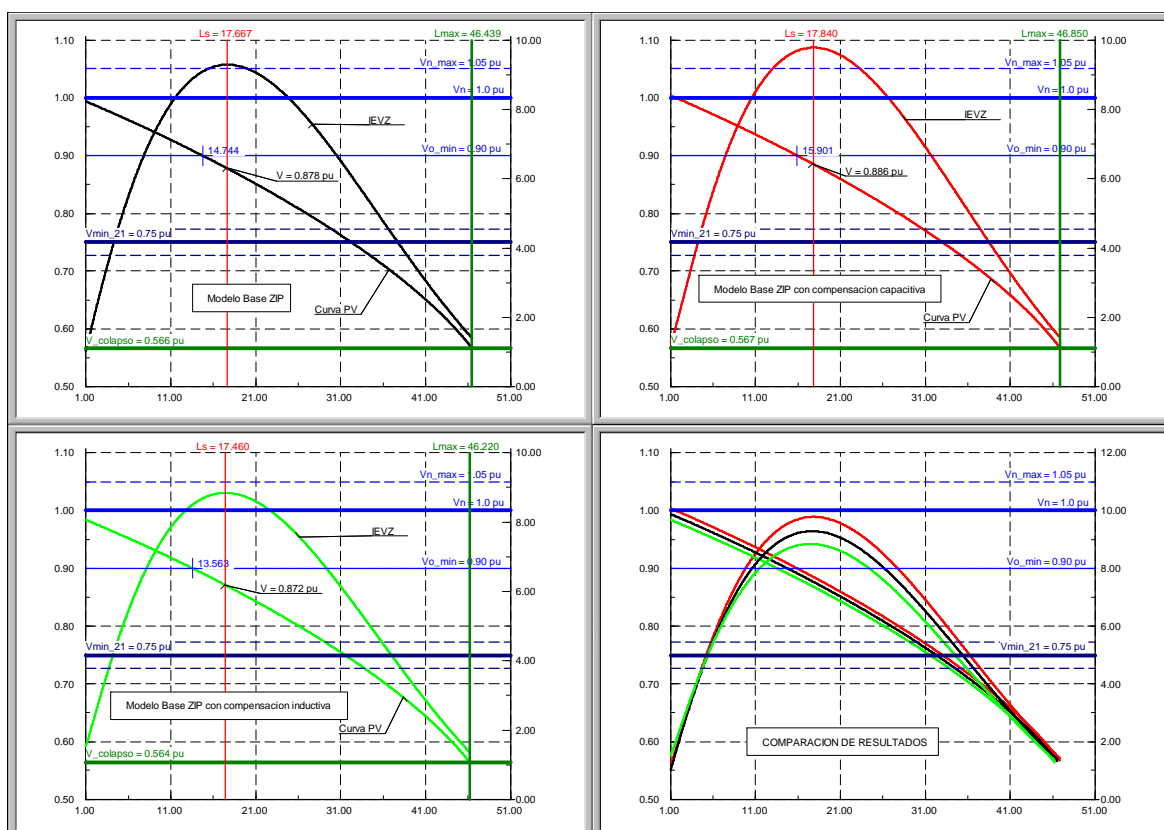 Ls = 17.667
Lmax = 46.439
1.10
10.00
Vn_max = 1.05 pu
1.00
Vn = 1.0 pu
8.00
IEVZ
0.90
14.744
Vo_min = 0.90 pu
V = 0.878 pu
6.00
0.80
Vmin_21 = 0.75 pu
4.00
0.70
Modelo Base ZIP
Curva PV
2.00
0.60
V_colapso = 0.566 pu
0.50
0.00
1.00
11.00
21.00
31.00
41.00
51.00
Ls = 17.840
Lmax = 46.850
1.10
10.00
Vn_max = 1.05 pu
1.00
Vn = 1.0 pu
8.00
IEVZ
0.90
15.901
Vo_min = 0.90 pu
V = 0.886 pu
6.00
0.80
Vmin_21 = 0.75 pu
4.00
0.70
Modelo Base ZIP con compensacion capacitiva
Curva PV
2.00
0.60
V_colapso = 0.567 pu
0.50
0.00
1.00
11.00
21.00
31.00
41.00
51.00
Ls = 17.460
Lmax = 46.220
1.10
10.00
Vn_max = 1.05 pu
1.00
Vn = 1.0 pu
8.00
IEVZ
0.90
13.563
Vo_min = 0.90 pu
V = 0.872 pu
6.00
0.80
Vmin_21 = 0.75 pu
4.00
0.70
Modelo Base ZIP con compensacion inductiva
Curva PV
2.00
0.60
V_colapso = 0.564 pu
0.50
0.00
1.00
11.00
21.00
31.00
41.00
51.00
1.10
12.00
Vn_max = 1.05 pu
1.00
Vn = 1.0 pu
10.00
0.90
Vo_min = 0.90 pu
8.00
0.80
6.00
Vmin_21 = 0.75 pu
0.70
4.00
0.60
2.00
COMPARACION DE RESULTADOS
0.50
0.00
1.00
11.00
21.00
31.00
41.00
51.00